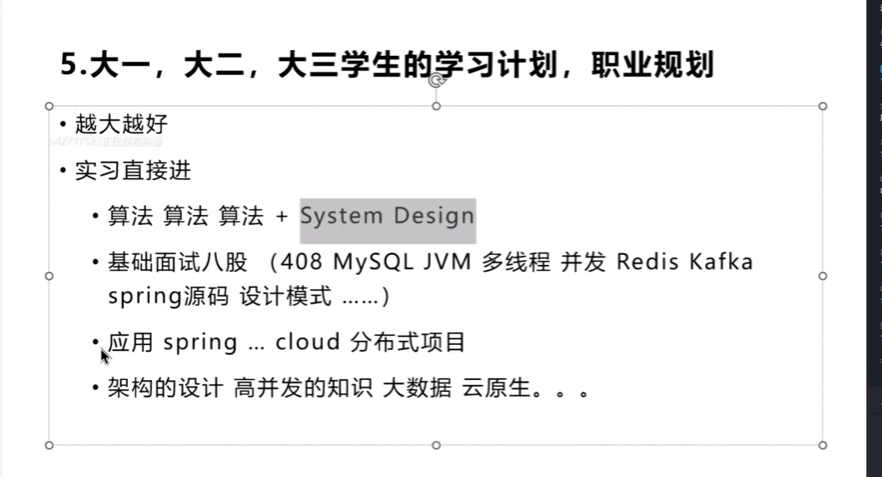 5.大一，大二，大三学生的学习计划，职业规划
• 越大越好
• 实习直接进
• 算法 算法 算法 + System Design
• 基础面试八股 （408 MySQL JVM 多线程 并发 Redis Kafka
spring源码 设计模式 ……）
• 应用 spring … cloud 分布式项目
• 架构的设计 高并发的知识 大数据 云原生。。。